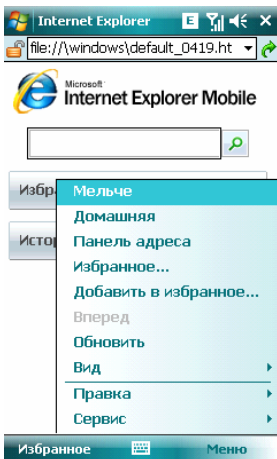 Internet Explorer E
file://\windows\default_0419.ht
Microsoft
Internet Explorer Mobile
Избр
Исто
Мельче
Домашняя
Панель адреса
Избранное...
Добавить в избранное...
Вперед
Обновить
Вид
Правка
Сервис
Избранное Меню